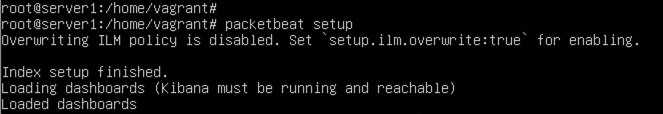 root@server1:/home/vagrant#
root@server1:/home/vagrant# packetbeat setup
Overwriting ILM policy is disabled. Set `setup.ilm.overwrite:true` for enabling.

Index setup finished.
Loading dashboards (Kibana must be running and reachable)
Loaded dashboards